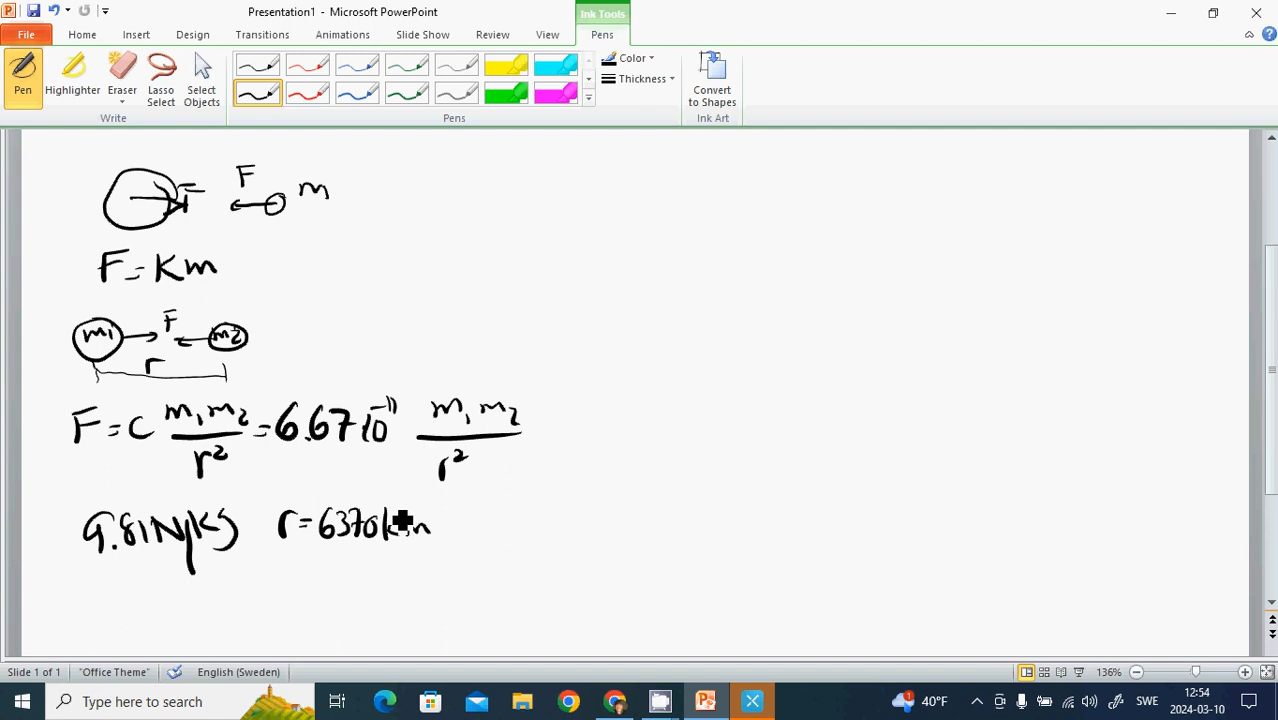 Presentation1 - Microsoft PowerPoint
Ink Tools
File Home Insert Design Transitions Animations Slide Show Review View Pens
Pen Highlighter Eraser Lasso Select Select Objects
Color
Thickness
Convert to Shapes
Write Pens Ink Art
F F m
F = Km
m1 F m2
r
F = C m1 m2 / r² = 6.67 10⁻¹¹ m1 m2 / r²
9.81N/kg r = 6370km
Slide 1 of 1 "Office Theme" English (Sweden) 136%
Type here to search 1 40°F SWE 12:54
2024-03-10